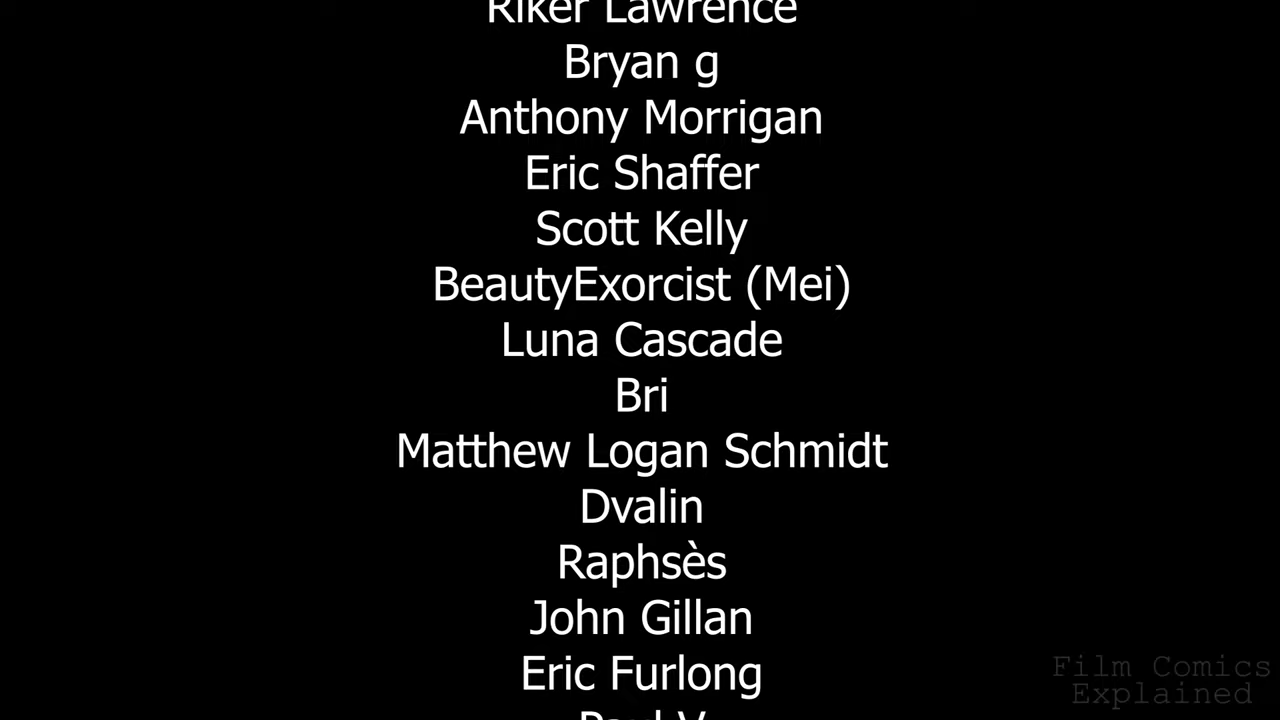 Riker Lawrence
Bryan g
Anthony Morrigan
Eric Shaffer
Scott Kelly
BeautyExorcist (Mei)
Luna Cascade
Bri
Matthew Logan Schmidt
Dvalin
Raphsès
John Gillan
Eric Furlong
Paul V
Film Comics
Explained